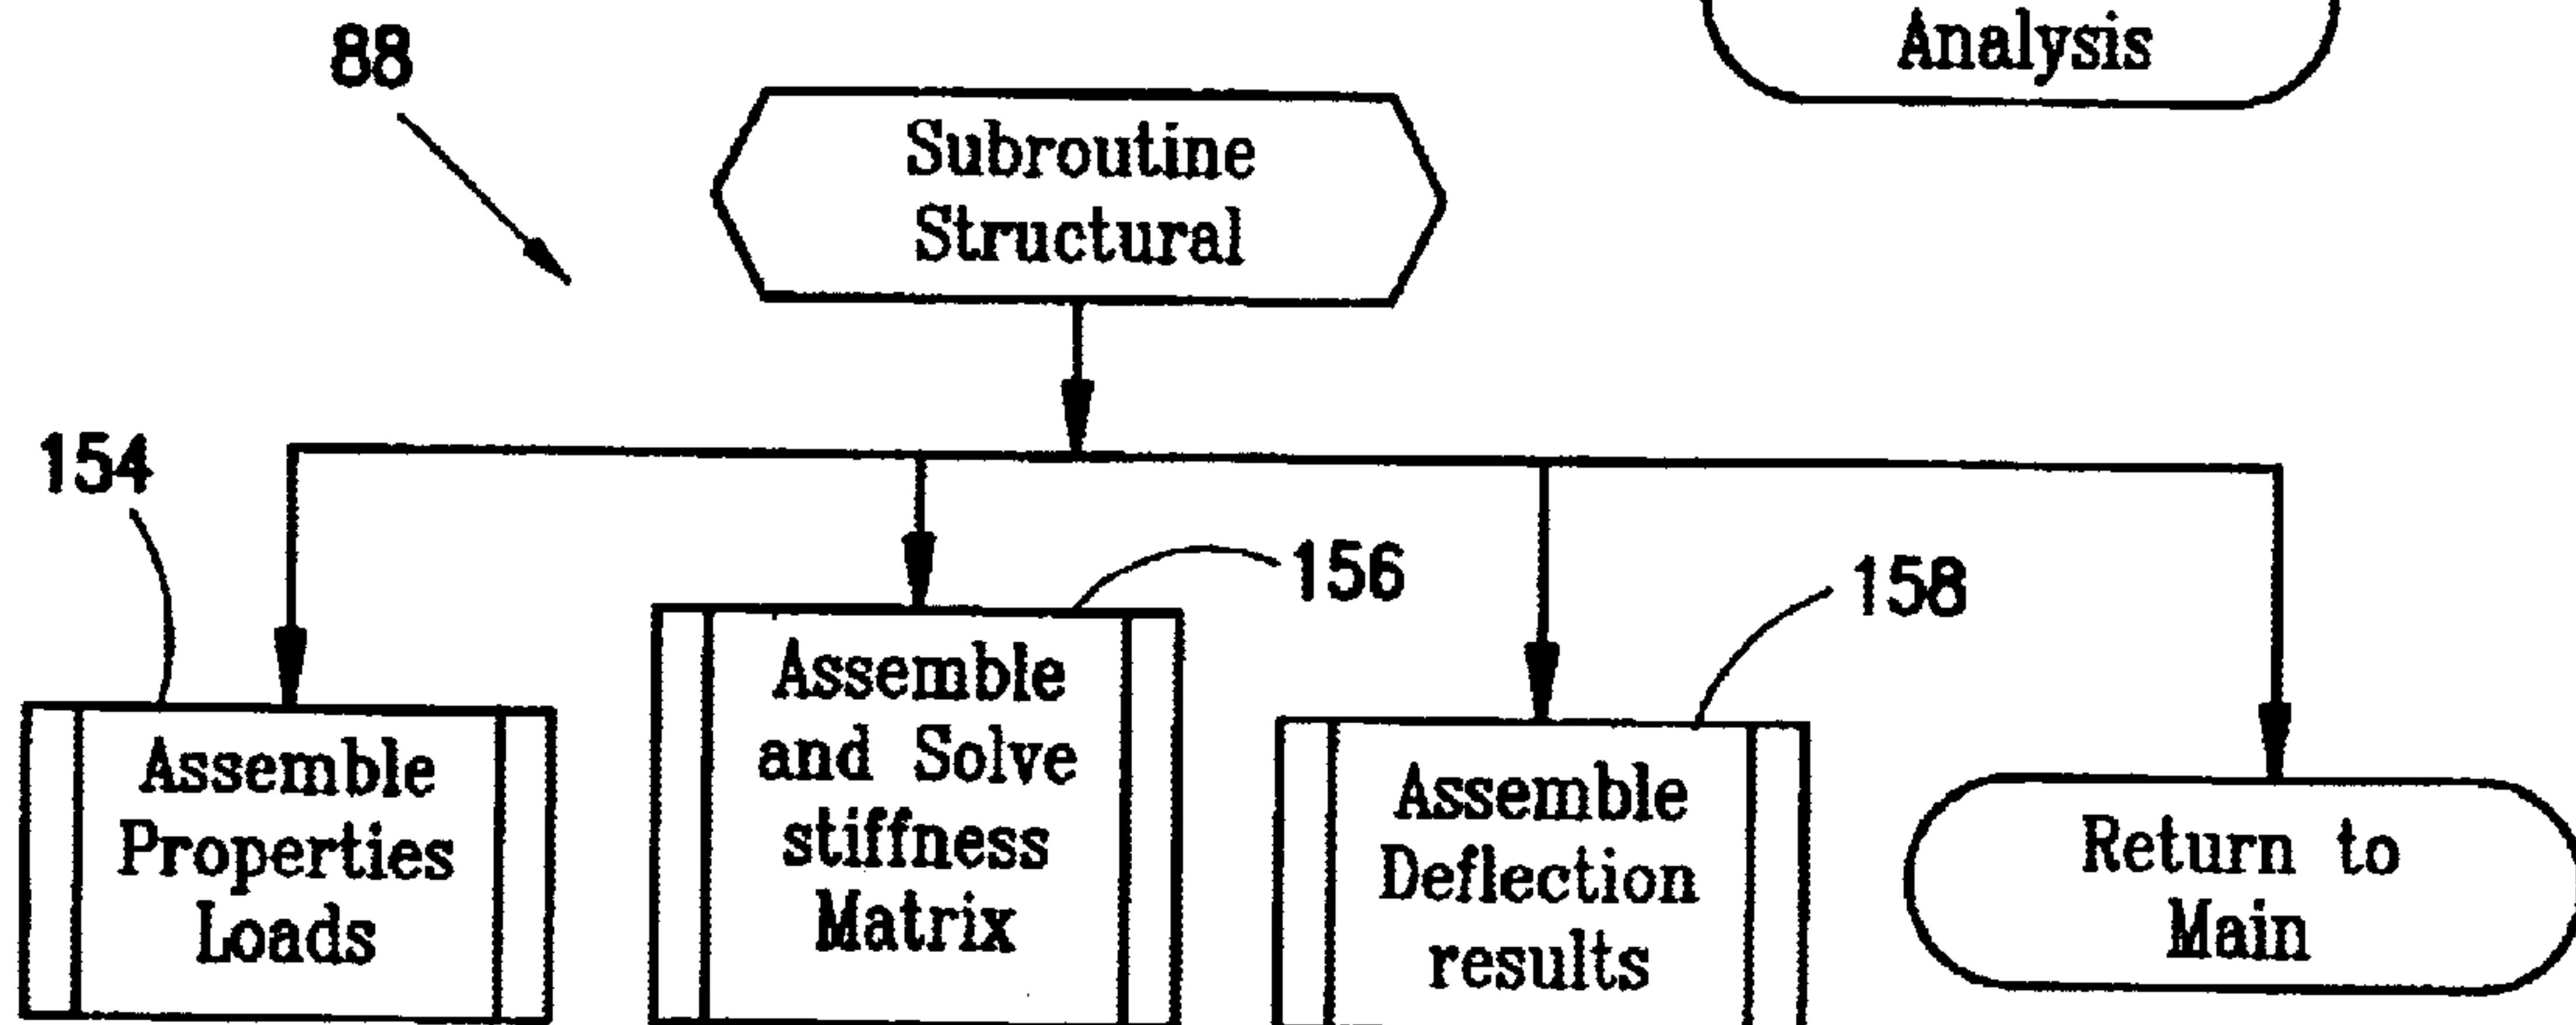 Analysis
88
Subroutine
Structural
154
156
158
Assemble
Properties
Loads
Assemble
and Solve
stiffness
Matrix
Assemble
Deflection
results
Return to
Main